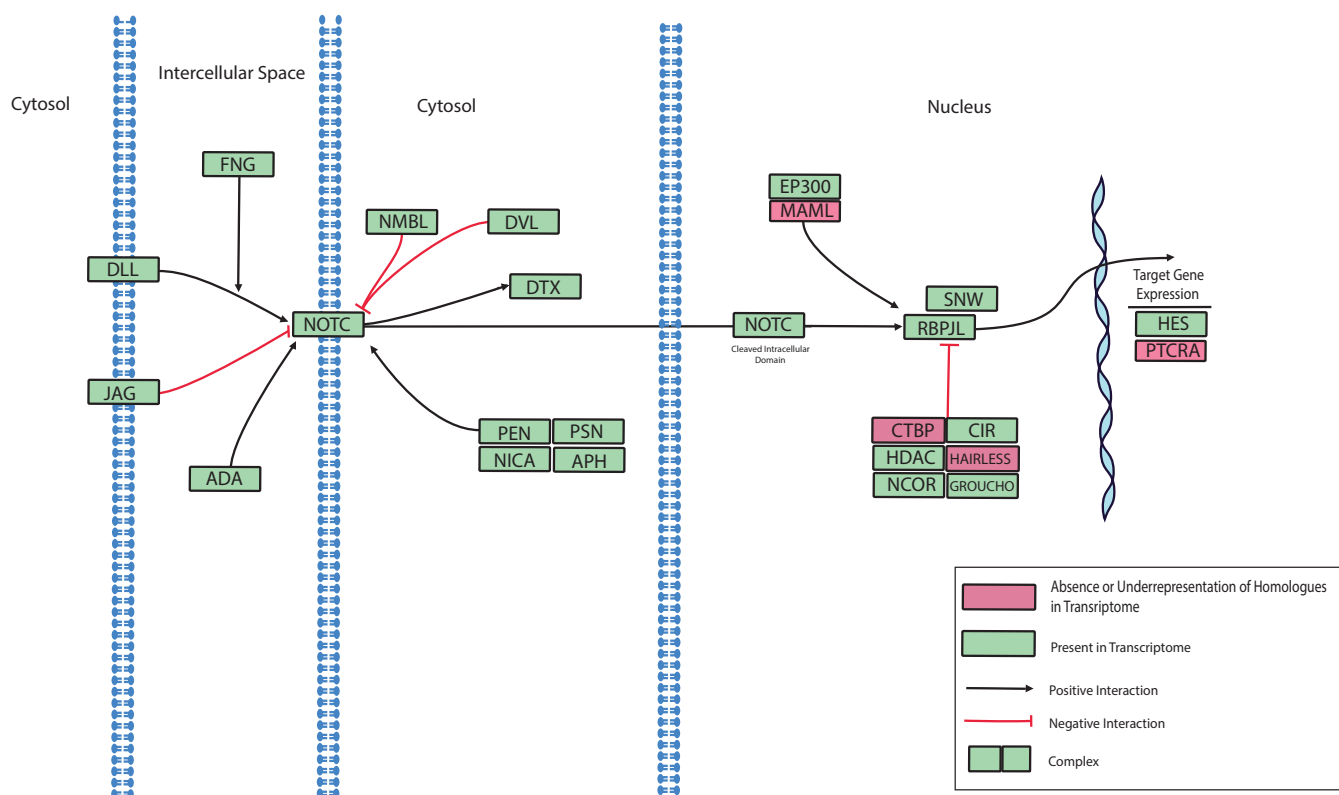 Intercellular Space
Cytosol
Cytosol
Nucleus
FNG
EP300
MAML
NMBL
DVL
DLL
DTX
SNW
NOTC
NOTC
RBPJL
Cleaved Intracellular
Domain
Target Gene
Expression
HES
PTCRA
JAG
ADA
PEN
PSN
NICA
APH
CTBP
CIR
HDAC
HAIRLESS
NCOR
GROUCHO
Absence or Underrepresentation of Homologues
in Transriptome
Present in Transcriptome
Positive Interaction
Negative Interaction
Complex